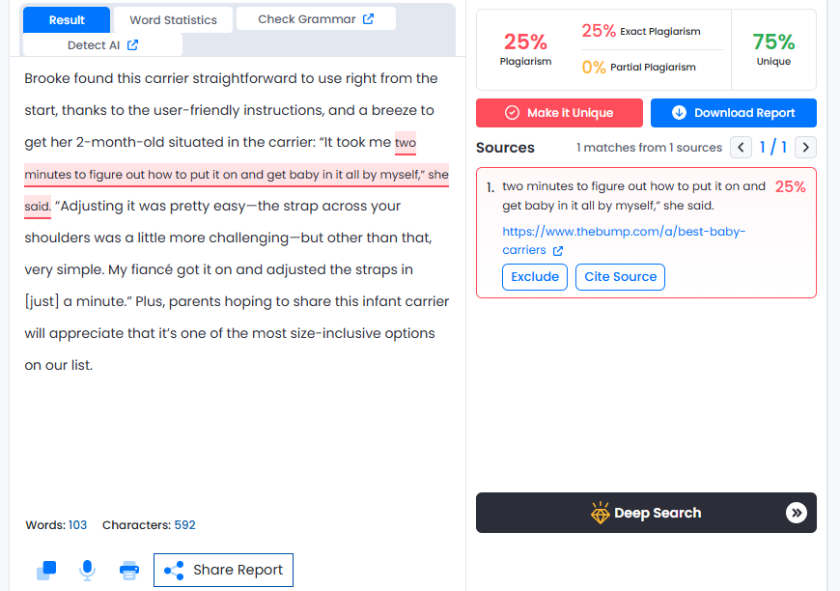 Result
Word Statistics
Check Grammar
Detect AI
Brooke found this carrier straightforward to use right from the
start, thanks to the user-friendly instructions, and a breeze to
get her 2-month-old situated in the carrier: “It took me two
minutes to figure out how to put it on and get baby in it all by myself,” she
said. “Adjusting it was pretty easy—the strap across your
shoulders was a little more challenging—but other than that,
very simple. My fiancé got it on and adjusted the straps in
[just] a minute.” Plus, parents hoping to share this infant carrier
will appreciate that it’s one of the most size-inclusive options
on our list.
Words: 103 Characters: 592
Share Report
25%
Plagiarism
25% Exact Plagiarism
0% Partial Plagiarism
75%
Unique
Make it Unique
Download Report
Sources
1 matches from 1 sources
1 / 1
1. two minutes to figure out how to put it on and
get baby in it all by myself,” she said.
25%
https://www.thebump.com/a/best-baby-
carriers
Exclude
Cite Source
Deep Search